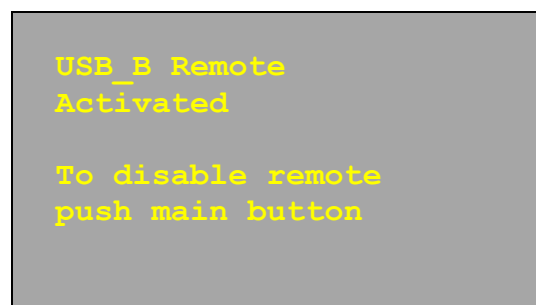 USB_B Remote
Activated
To disable remote
push main button